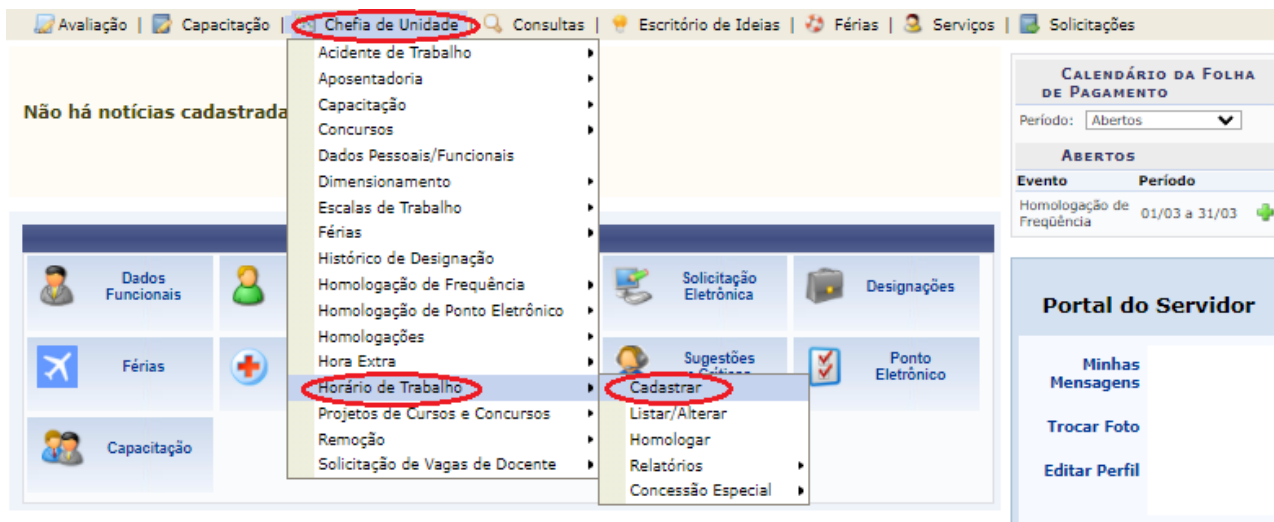 Avaliação | Capacitação | Chefia de Unidade | Consultas | Escritório de Ideias | Férias | Serviços | Solicitações
Não há notícias cadastrada
Acidente de Trabalho
Aposentadoria
Capacitação
Concursos
Dados Pessoais/Funcionais
Dimensionamento
Escalas de Trabalho
Férias
Histórico de Designação
Homologação de Frequência
Homologação de Ponto Eletrônico
Homologações
Hora Extra
Horário de Trabalho
Projetos de Cursos e Concursos
Remoção
Solicitação de Vagas de Docente
Cadastrar
Listar/Alterar
Homologar
Relatórios
Concessão Especial
Dados
Funcionais
Solicitação
Eletrônica
Designações
Férias
Sugestões
Ponto
Eletrônico
Capacitação
CALENDÁRIO DA FOLHA
DE PAGAMENTO
Período: Abertos
ABERTOS
Evento Período
Homologação de
Freqüência 01/03 a 31/03
Portal do Servidor
Minhas
Mensagens
Trocar Foto
Editar Perfil